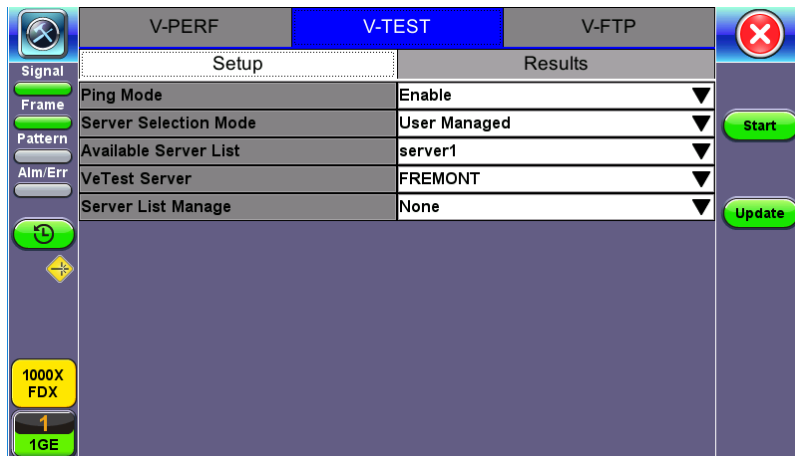 V-PERF V-TEST V-FTP
Setup Results
Signal
Frame
Pattern
Alm/Err
Ping Mode Enable
Server Selection Mode User Managed
Available Server List server1
VeTest Server FREMONT
Server List Manage None
Start
Update
1000X
FDX
1
1GE